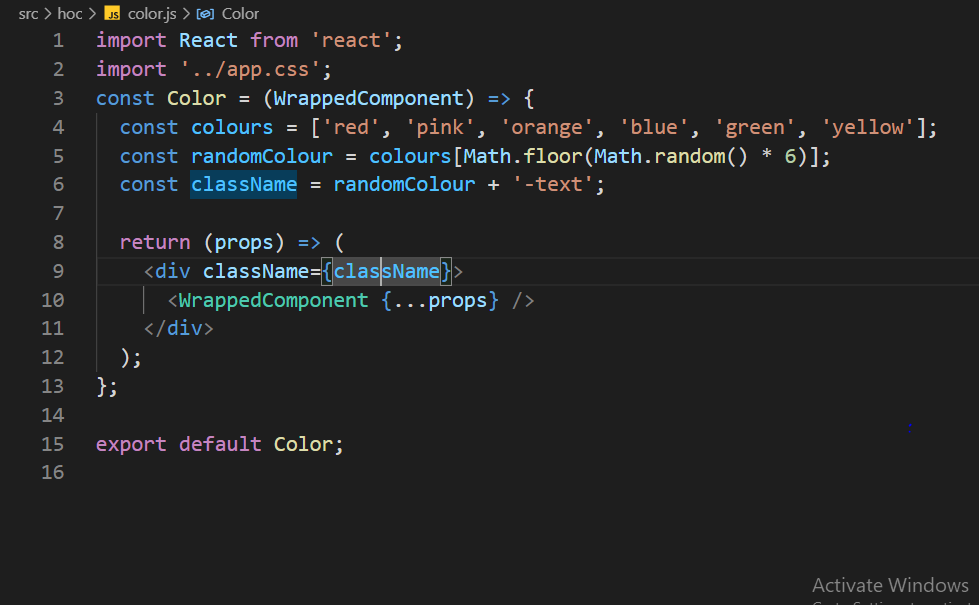 src > hoc > JS color.js > Color
1 import React from 'react';
2 import '../app.css';
3 const Color = (WrappedComponent) => {
4   const colours = ['red', 'pink', 'orange', 'blue', 'green', 'yellow'];
5   const randomColour = colours[Math.floor(Math.random() * 6)];
6   const className = randomColour + '-text';
7
8   return (props) => (
9     <div className={className}>
10       <WrappedComponent {...props} />
11     </div>
12   );
13 };
14
15 export default Color;
16
Activate Windows